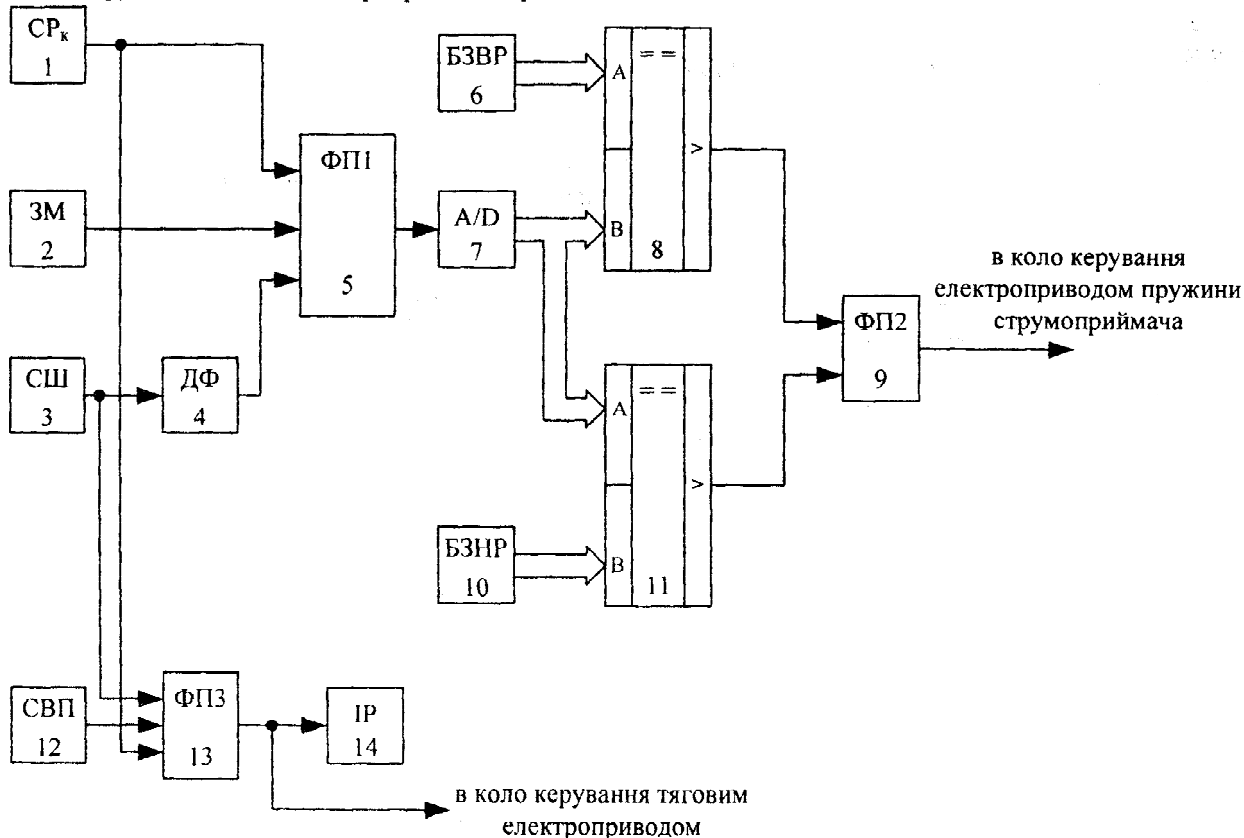 СРк
1
ЗМ
2
СШ
3
ДФ
4
ФП1
5
БЗВР
6
A/D
7
A
B
==
>
8
ФП2
9
в коло керування
електроприводом пружини
струмоприймача
БЗНР
10
A
B
==
>
11
СВП
12
ФП3
13
ІР
14
в коло керування тяговим
електроприводом